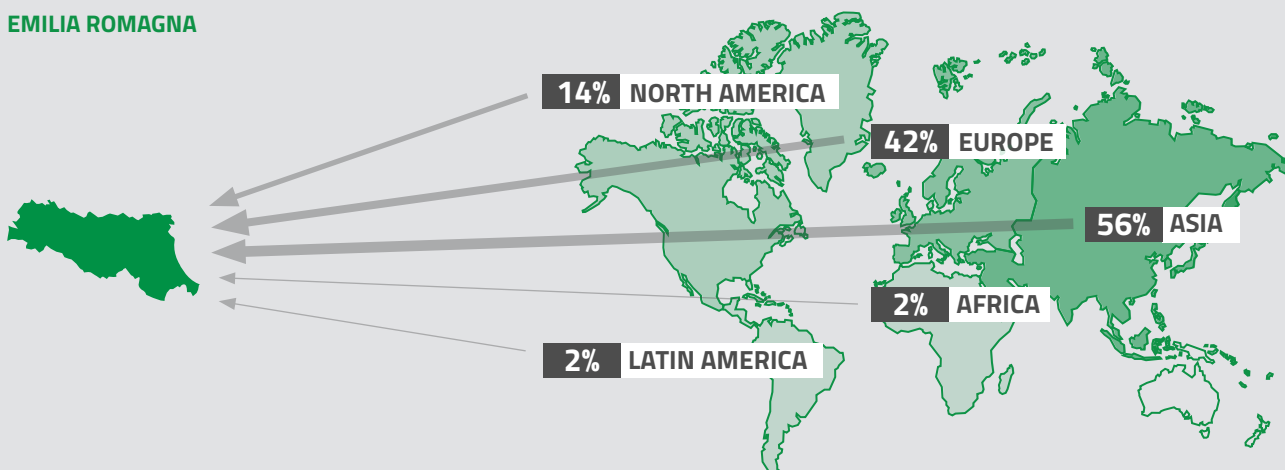 EMILIA ROMAGNA
14% NORTH AMERICA
42% EUROPE
56% ASIA
2% AFRICA
2% LATIN AMERICA